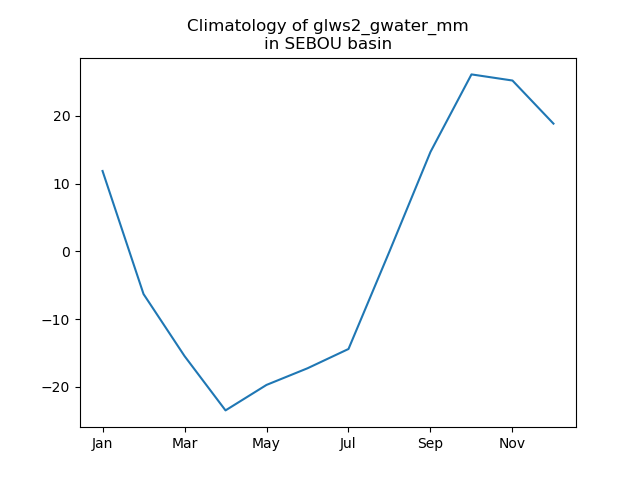 Climatology of glws2_gwater_mm
in SEBOU basin
20
10
0
−10
−20
Jan
Mar
May
Jul
Sep
Nov